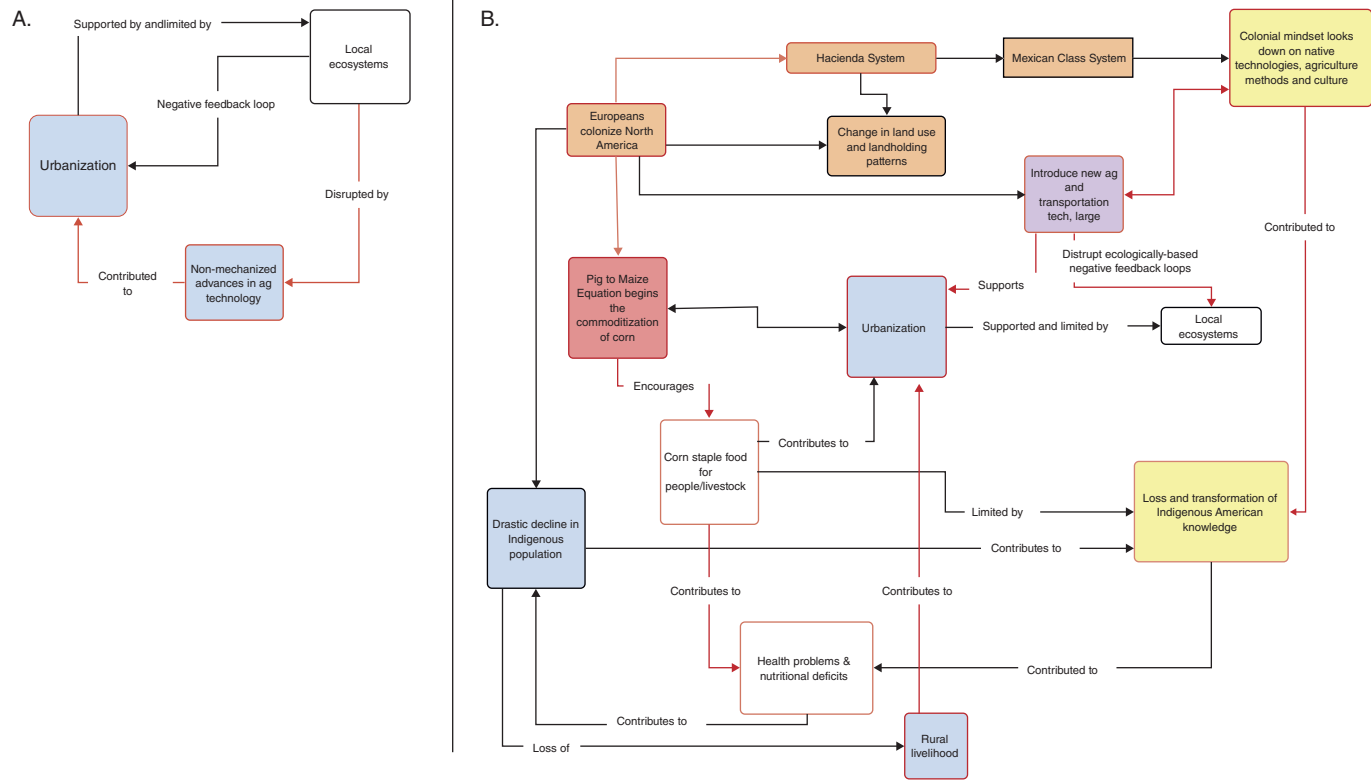 A.
Supported by andlimited by
Local
ecosystems
Negative feedback loop
Urbanization
Disrupted by
Contributed
to
Non-mechanized
advances in ag
technology
B.
Hacienda System
Mexican Class System
Colonial mindset looks
down on native
technologies, agriculture
methods and culture
Europeans
colonize North
America
Change in land use
and landholding
patterns
Introduce new ag
and
transportation
tech, large
Contributed to
Disrupt ecologically-based
negative feedback loops
Pig to Maize
Equation begins
the
commoditization
of corn
Supports
Urbanization
Supported and limited by
Local
ecosystems
Encourages
Corn staple food
for
people/livestock
Contributes to
Limited by
Loss and transformation of
Indigenous American
knowledge
Drastic decline in
Indigenous
population
Contributes to
Contributes to
Contributes to
Health problems &
nutritional deficits
Contributed to
Contributes to
Loss of
Rural
livelihood